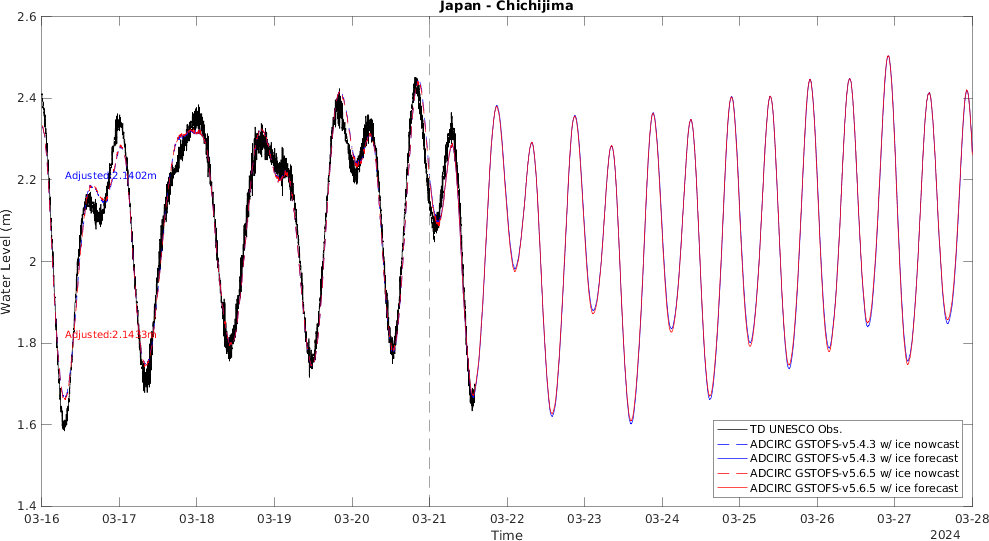 Japan - Chichijima
Water Level (m)
2.6
2.4
2.2
2
1.8
1.6
1.4
Adjusted:2.1402m
Adjusted:2.1433m
TD UNESCO Obs.
ADCIRC GSTOFS-v5.4.3 w/ ice nowcast
ADCIRC GSTOFS-v5.4.3 w/ ice forecast
ADCIRC GSTOFS-v5.6.5 w/ ice nowcast
ADCIRC GSTOFS-v5.6.5 w/ ice forecast
03-16 03-17 03-18 03-19 03-20 03-21 03-22 03-23 03-24 03-25 03-26 03-27 03-28
Time
2024